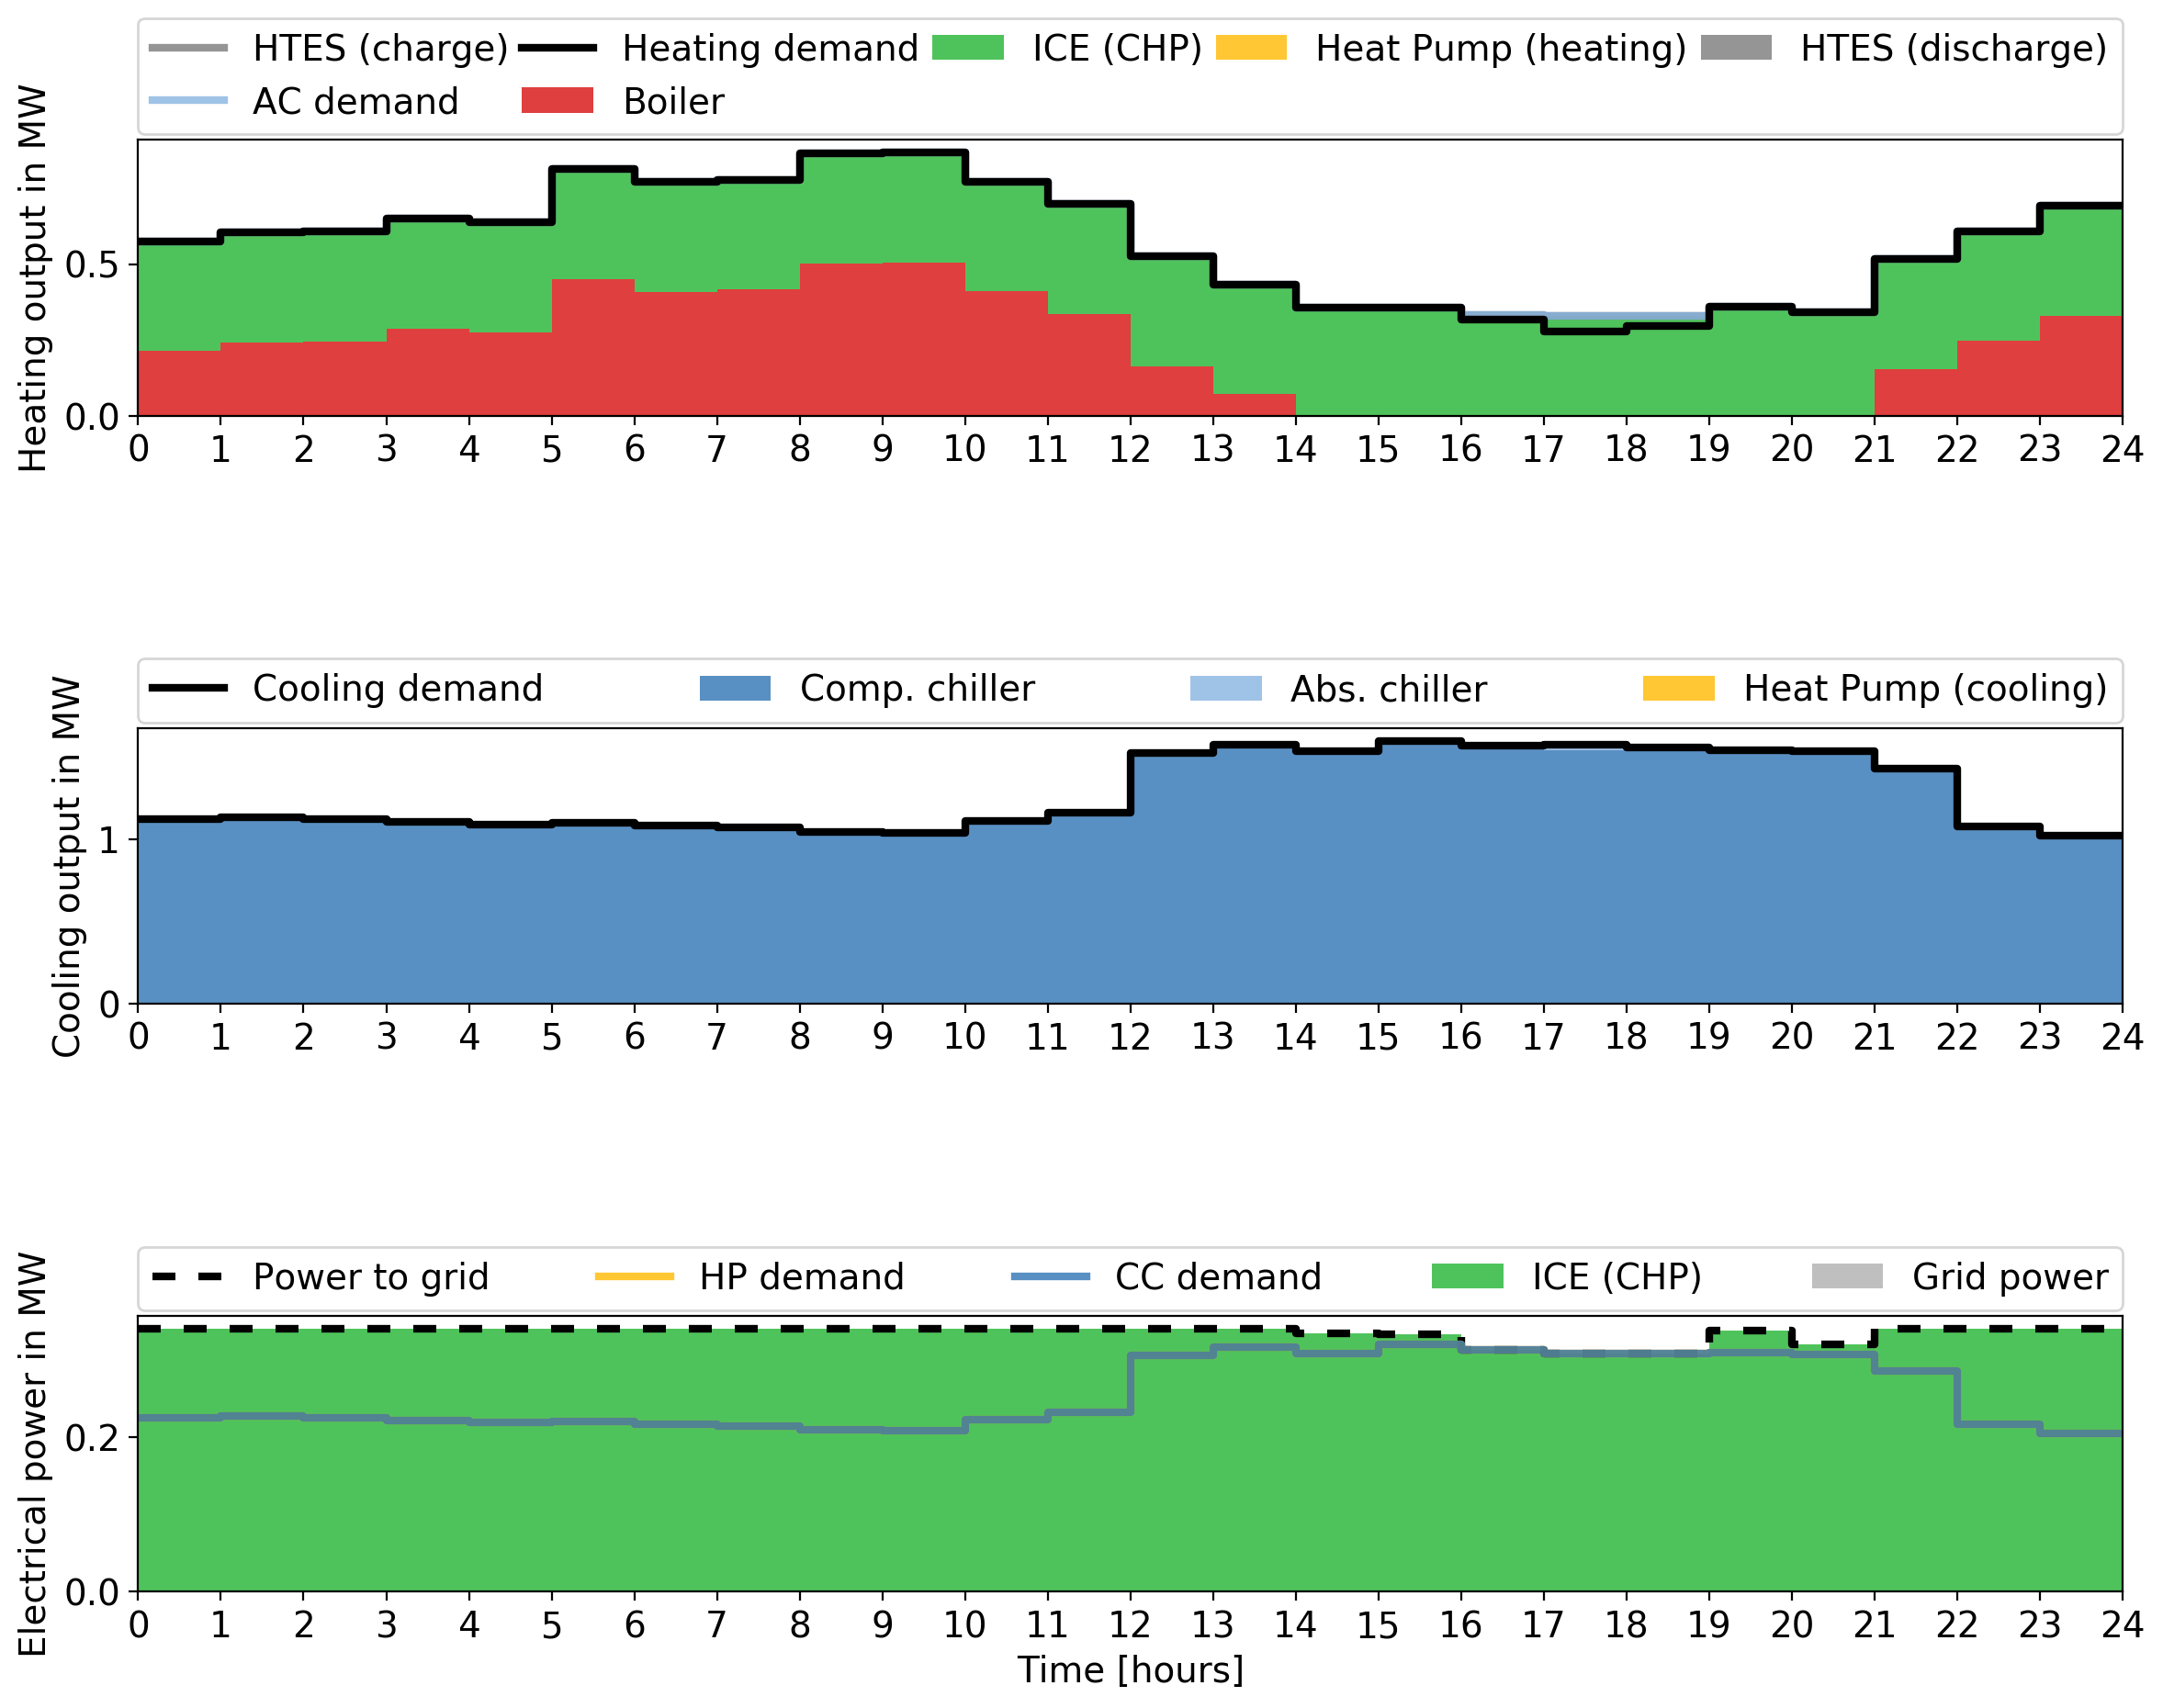 HTES (charge) Heating demand ICE (CHP) Heat Pump (heating) HTES (discharge)
AC demand Boiler
Heating output in MW
0.5
0.0
0 1 2 3 4 5 6 7 8 9 10 11 12 13 14 15 16 17 18 19 20 21 22 23 24
Cooling demand Comp. chiller Abs. chiller Heat Pump (cooling)
Cooling output in MW
1
0
0 1 2 3 4 5 6 7 8 9 10 11 12 13 14 15 16 17 18 19 20 21 22 23 24
Power to grid HP demand CC demand ICE (CHP) Grid power
Electrical power in MW
0.2
0.0
0 1 2 3 4 5 6 7 8 9 10 11 12 13 14 15 16 17 18 19 20 21 22 23 24
Time [hours]